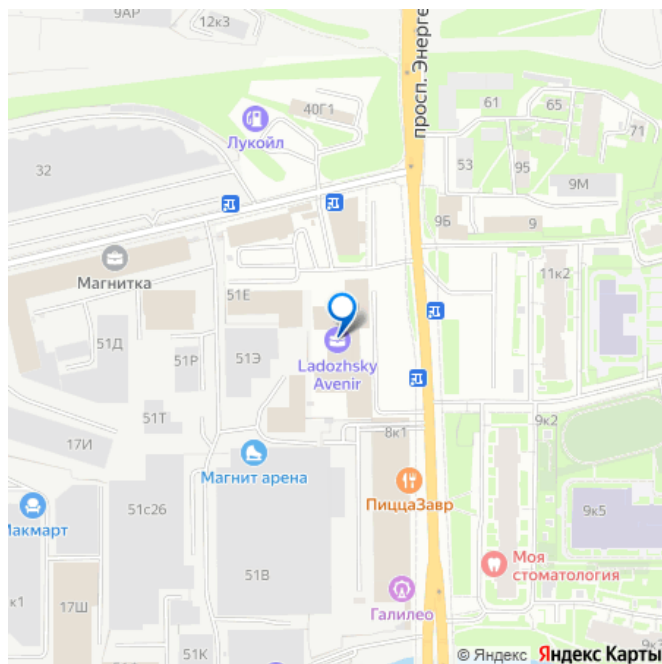 9АР
12к3
просп. Энерге
40Г1
Лукойл
61
65
71
53
95
9М
32
9Б
9
Магнитка
11к2
51Е
51Д
51Р
51Э
Ladozhsky
Avenir
51Т
17И
8к1
9к2
Магнит арена
ПиццаЗавр
Макмарт
51с26
9к5
51В
Моя
стоматология
к1
17Ш
Галилео
51К
© Яндекс Яндекс Карты